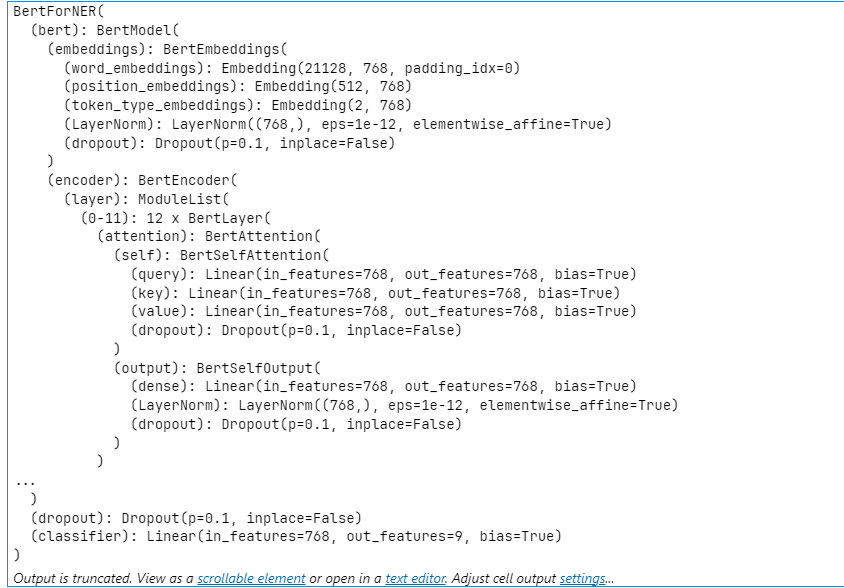 BertForNER(
  (bert): BertModel(
    (embeddings): BertEmbeddings(
      (word_embeddings): Embedding(21128, 768, padding_idx=0)
      (position_embeddings): Embedding(512, 768)
      (token_type_embeddings): Embedding(2, 768)
      (LayerNorm): LayerNorm((768,), eps=1e-12, elementwise_affine=True)
      (dropout): Dropout(p=0.1, inplace=False)
    )
    (encoder): BertEncoder(
      (layer): ModuleList(
        (0-11): 12 x BertLayer(
          (attention): BertAttention(
            (self): BertSelfAttention(
              (query): Linear(in_features=768, out_features=768, bias=True)
              (key): Linear(in_features=768, out_features=768, bias=True)
              (value): Linear(in_features=768, out_features=768, bias=True)
              (dropout): Dropout(p=0.1, inplace=False)
            )
            (output): BertSelfOutput(
              (dense): Linear(in_features=768, out_features=768, bias=True)
              (LayerNorm): LayerNorm((768,), eps=1e-12, elementwise_affine=True)
              (dropout): Dropout(p=0.1, inplace=False)
            )
          )
...
  )
  (dropout): Dropout(p=0.1, inplace=False)
  (classifier): Linear(in_features=768, out_features=9, bias=True)
)
Output is truncated. View as a scrollable element or open in a text editor. Adjust cell output settings...